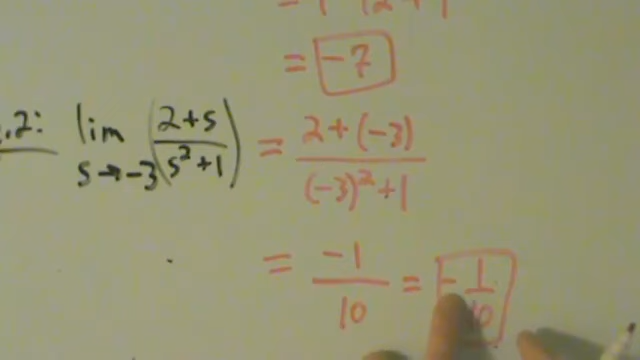 = -7
.2: lim s→-3 (2+s / s²+1) = 2+(-3) / (-3)²+1
= -1/10 = -1/10